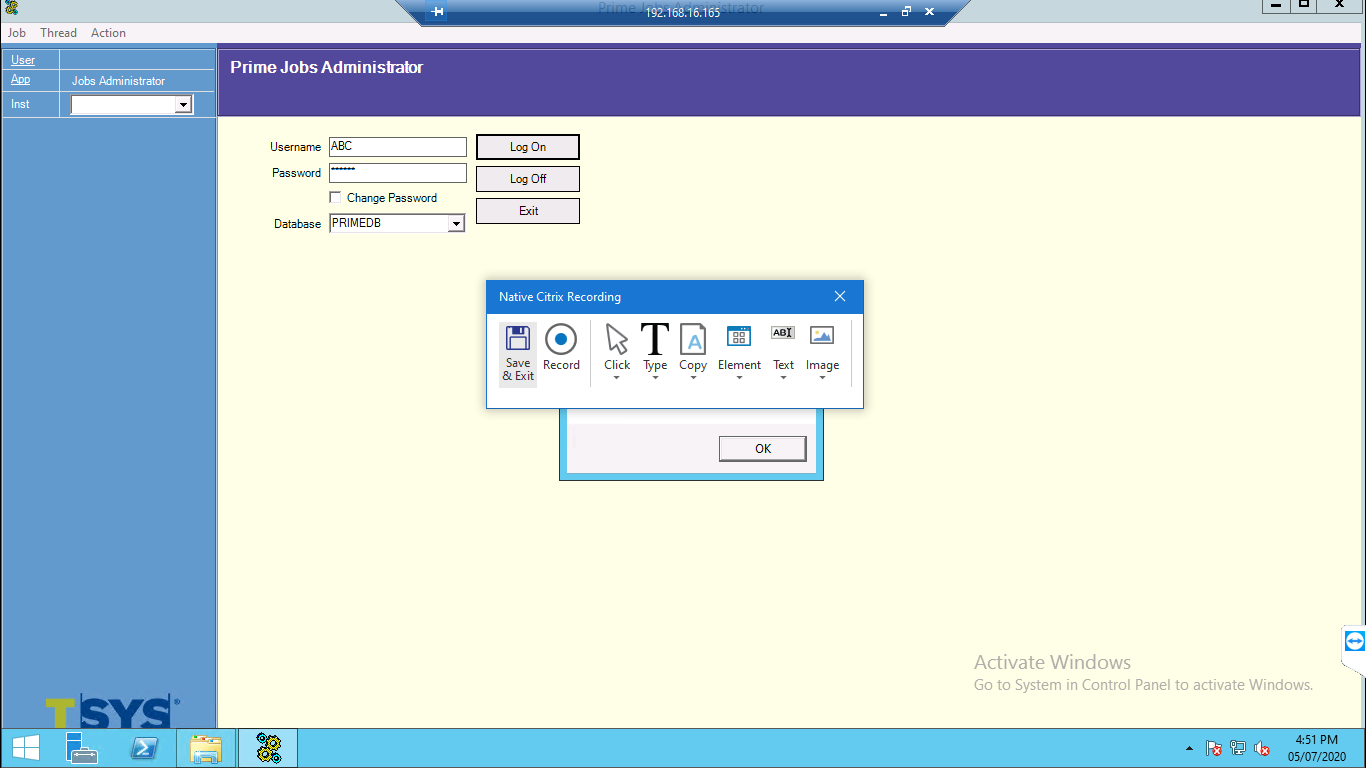 Prime Jobs Administrator
192.168.16.165
Job Thread Action
User
App Jobs Administrator
Inst
Prime Jobs Administrator
Username ABC
Password ******
Change Password
Database PRIMEDB
Log On
Log Off
Exit
Native Citrix Recording
Save & Exit
Record
Click
Type
Copy
Element
ABI
Text
Image
OK
Activate Windows
Go to System in Control Panel to activate Windows.
TSYS®
4:51 PM
05/07/2020